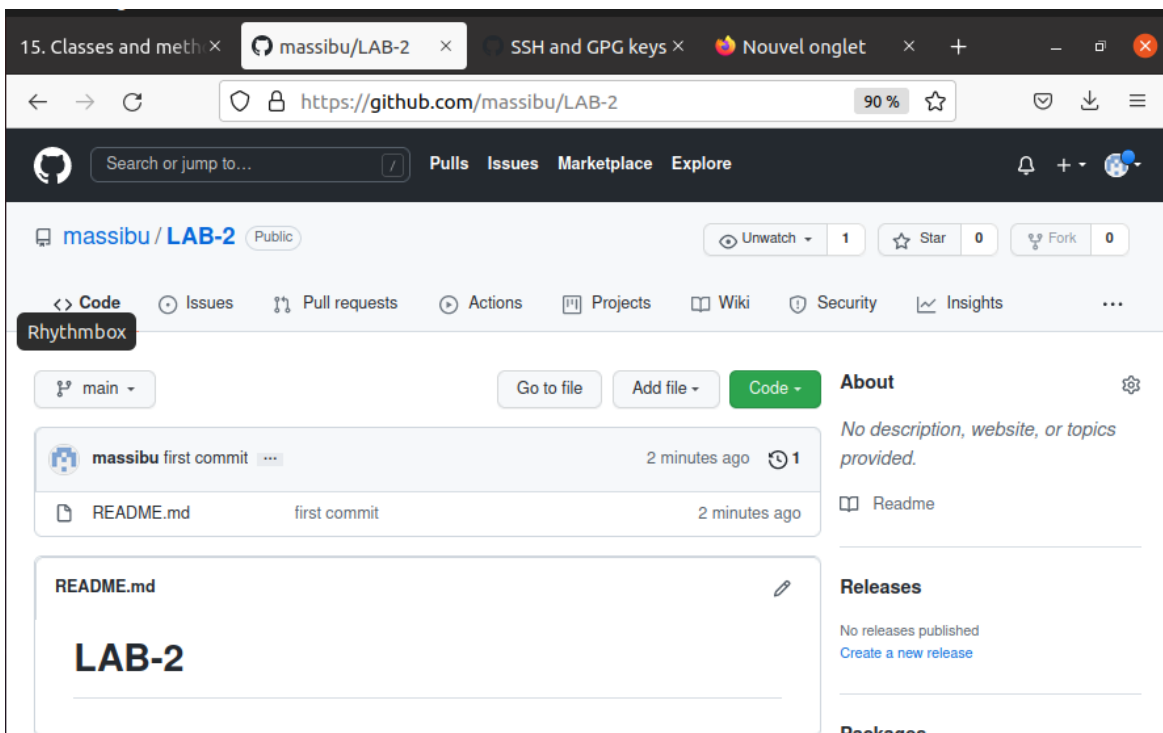 15. Classes and meth
massibu/LAB-2
SSH and GPG keys
Nouvel onglet
https://github.com/massibu/LAB-2
90 %
Search or jump to...
/
Pulls Issues Marketplace Explore
massibu / LAB-2 Public
Unwatch 1 Star 0 Fork 0
<> Code Issues Pull requests Actions Projects Wiki Security Insights ...
Rhythmbox
main Go to file Add file Code
massibu first commit ... 2 minutes ago 1
README.md first commit 2 minutes ago
README.md
LAB-2
About
No description, website, or topics
provided.
Readme
Releases
No releases published
Create a new release